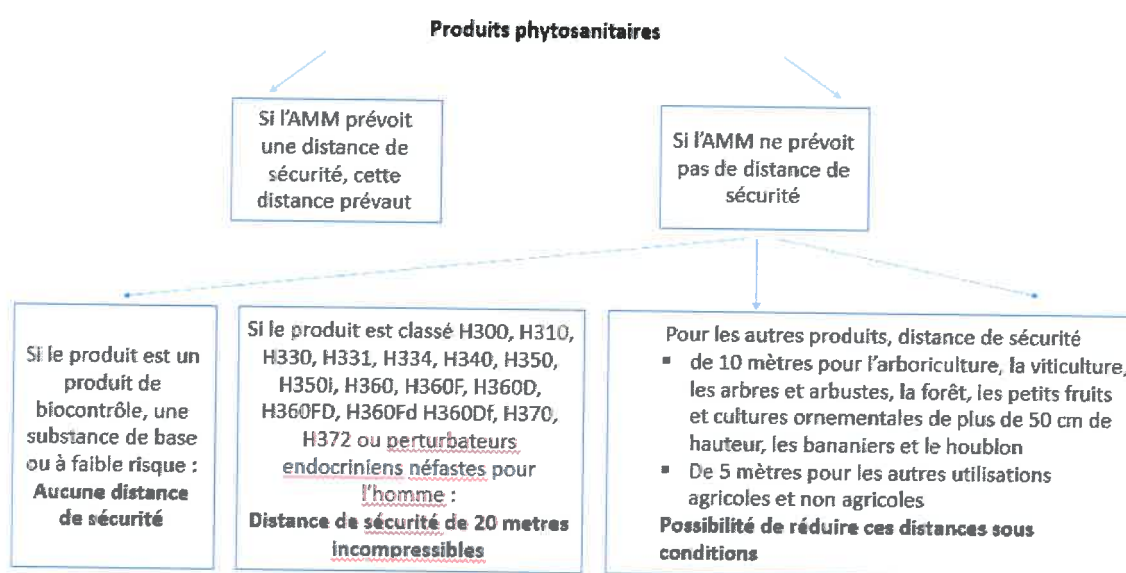 Produits phytosanitaires
Si l'AMM prévoit
une distance de
sécurité, cette
distance prévaut
Si l'AMM ne prévoit
pas de distance de
sécurité
Si le produit est un
produit de
biocontrôle, une
substance de base
ou à faible risque :
Aucune distance
de sécurité
Si le produit est classé H300, H310,
H330, H331, H334, H340, H350,
H350i, H360, H360F, H360D,
H360FD, H360Fd H360Df, H370,
H372 ou perturbateurs
endocriniens néfastes pour
l'homme :
Distance de sécurité de 20 metres
incompressibles
Pour les autres produits, distance de sécurité
▪ de 10 mètres pour l'arboriculture, la viticulture,
les arbres et arbustes, la forêt, les petits fruits
et cultures ornementales de plus de 50 cm de
hauteur, les bananiers et le houblon
▪ De 5 mètres pour les autres utilisations
agricoles et non agricoles
Possibilité de réduire ces distances sous
conditions